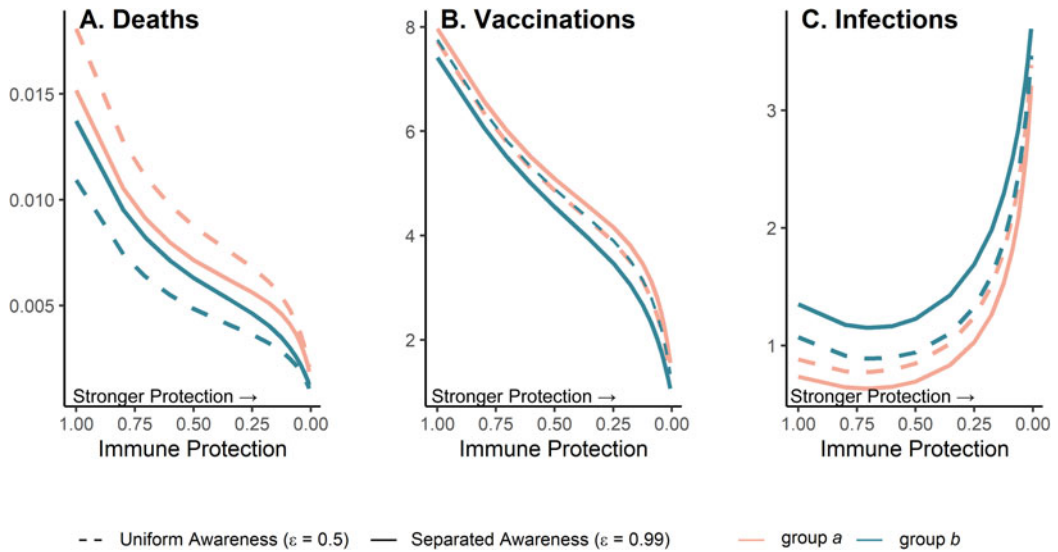 A. Deaths
0.015
0.010
0.005
Stronger Protection →
1.00 0.75 0.50 0.25 0.00
Immune Protection
B. Vaccinations
8
6
4
2
Stronger Protection →
1.00 0.75 0.50 0.25 0.00
Immune Protection
C. Infections
3
2
1
Stronger Protection →
1.00 0.75 0.50 0.25 0.00
Immune Protection
Uniform Awareness (ε = 0.5) Separated Awareness (ε = 0.99) group a group b